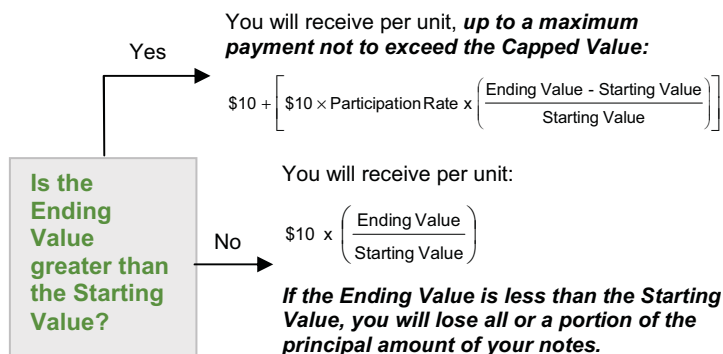 You will receive per unit, up to a maximum
payment not to exceed the Capped Value:
Yes
$10 + [ $10 × Participation Rate x ( Ending Value - Starting Value / Starting Value ) ]
Is the
Ending
Value
greater than
the Starting
Value?
No
You will receive per unit:
$10 x ( Ending Value / Starting Value )
If the Ending Value is less than the Starting
Value, you will lose all or a portion of the
principal amount of your notes.